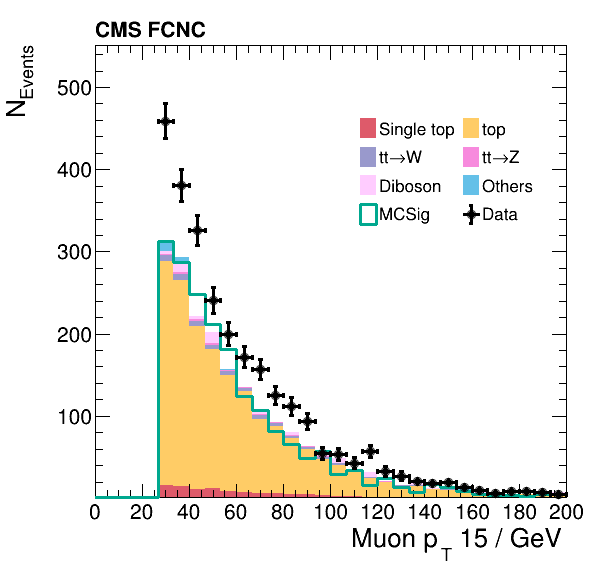 CMS FCNC
N_Events
500
400
300
200
100
Single top
top
tt→W
tt→Z
Diboson
Others
MCSig
Data
0 20 40 60 80 100 120 140 160 180 200
Muon p_T 15 / GeV